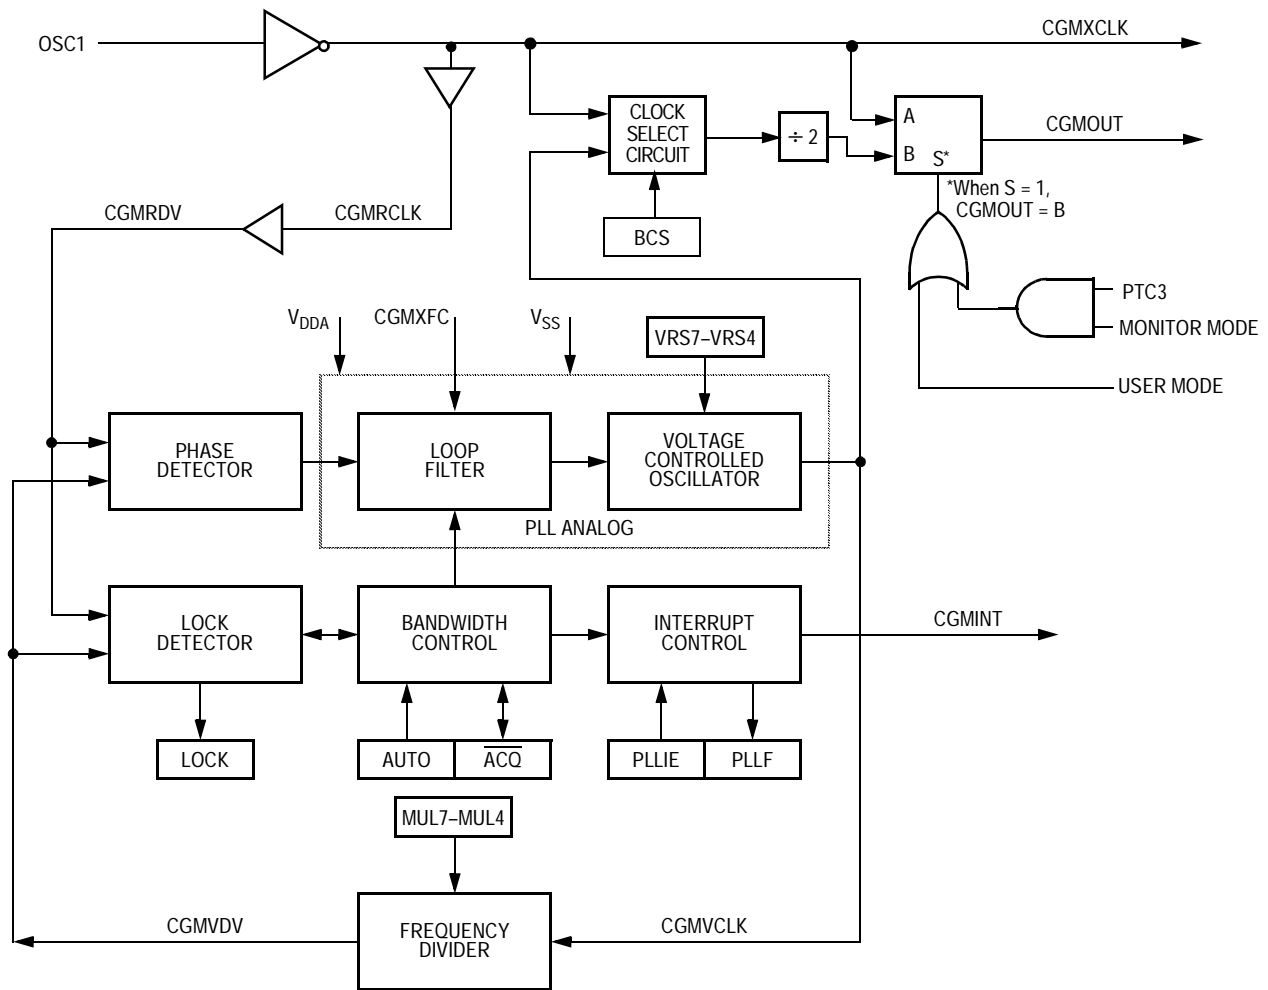 OSC1
CGMXCLK
CLOCK
SELECT
CIRCUIT
÷ 2
A
B
S*
CGMOUT
*When S = 1,
CGMOUT = B
BCS
CGMRDV
CGMRCLK
PTC3
MONITOR MODE
USER MODE
VDDA
CGMXFC
VSS
VRS7–VRS4
PHASE
DETECTOR
LOOP
FILTER
VOLTAGE
CONTROLLED
OSCILLATOR
PLL ANALOG
LOCK
DETECTOR
BANDWIDTH
CONTROL
INTERRUPT
CONTROL
CGMINT
LOCK
AUTO
ACQ
PLLIE
PLLF
MUL7–MUL4
CGMVDV
FREQUENCY
DIVIDER
CGMVCLK